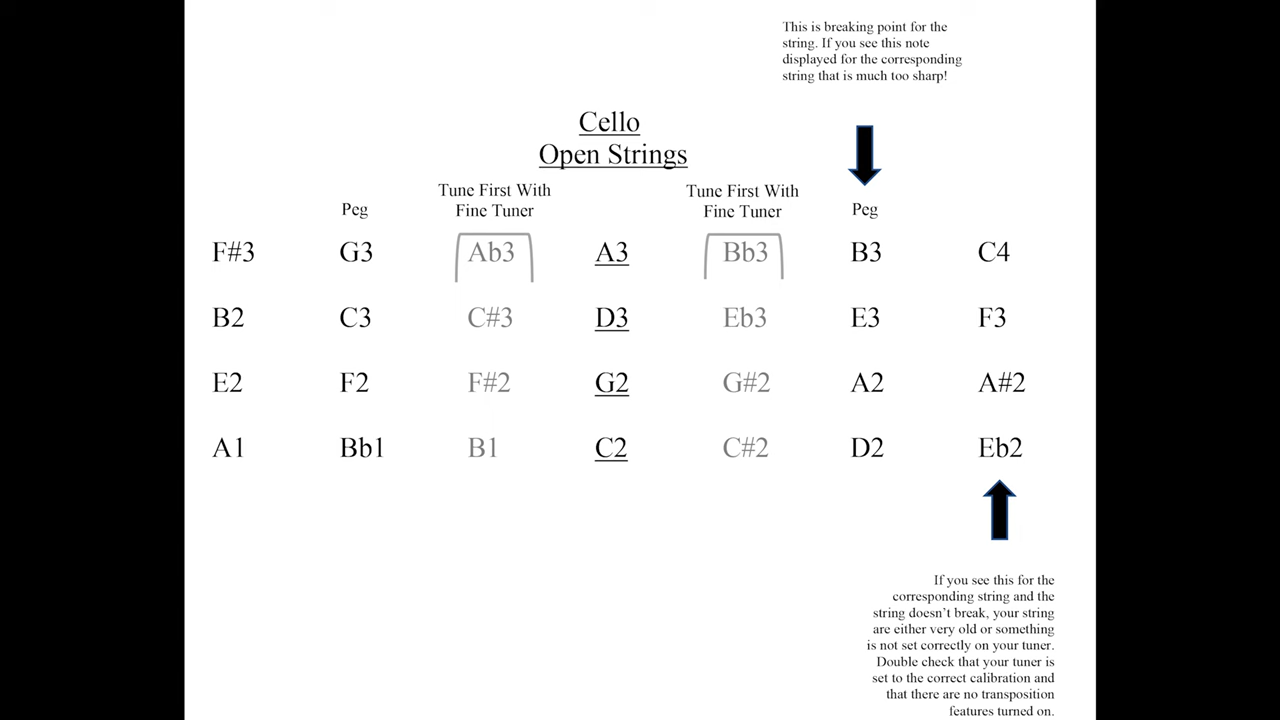 This is breaking point for the
string. If you see this note
displayed for the corresponding
string that is much too sharp!
Cello
Open Strings
Peg
Tune First With
Fine Tuner
Tune First With
Fine Tuner
Peg
F#3 G3 Ab3 A3 Bb3 B3 C4
B2 C3 C#3 D3 Eb3 E3 F3
E2 F2 F#2 G2 G#2 A2 A#2
A1 Bb1 B1 C2 C#2 D2 Eb2
If you see this for the
corresponding string and the
string doesn’t break, your string
are either very old or something
is not set correctly on your tuner.
Double check that your tuner is
set to the correct calibration and
that there are no transposition
features turned on.